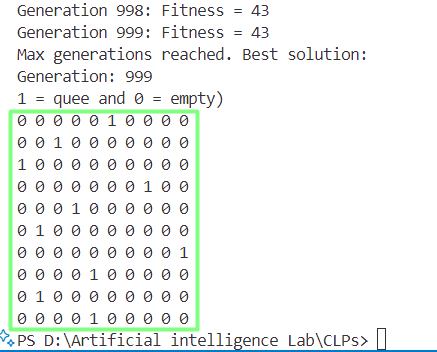 Generation 998: Fitness = 43
Generation 999: Fitness = 43
Max generations reached. Best solution:
Generation: 999
1 = quee and 0 = empty)
0 0 0 0 0 1 0 0 0 0
0 0 1 0 0 0 0 0 0 0
1 0 0 0 0 0 0 0 0 0
0 0 0 0 0 0 0 1 0 0
0 0 0 1 0 0 0 0 0 0
0 1 0 0 0 0 0 0 0 0
0 0 0 0 0 0 0 0 0 1
0 0 0 0 1 0 0 0 0 0
0 1 0 0 0 0 0 0 0 0
0 0 0 0 1 0 0 0 0 0
PS D:\Artificial intelligence Lab\CLPs>